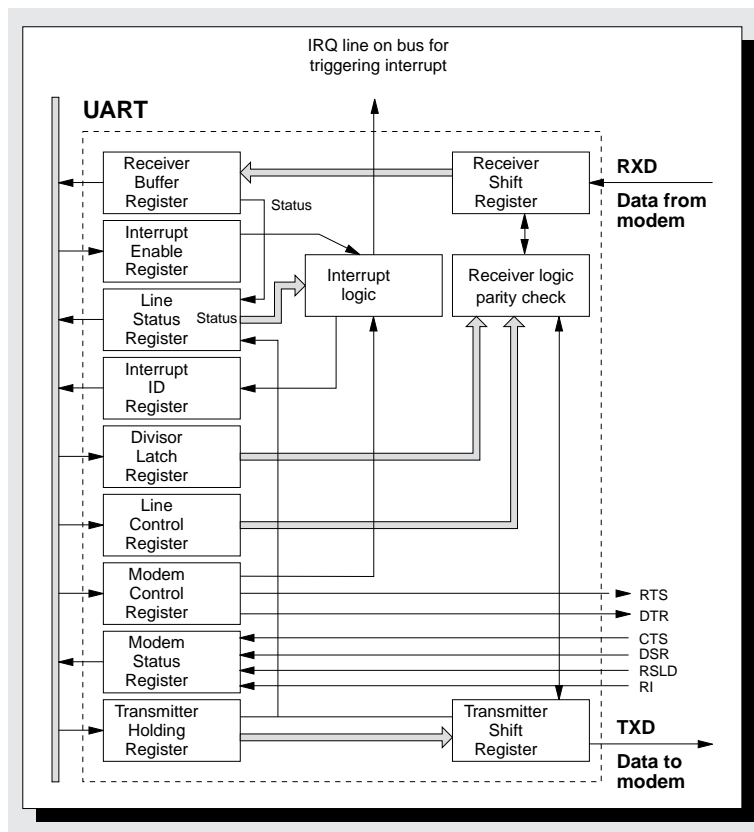 IRQ line on bus for
triggering interrupt
UART
Receiver
Buffer
Register
Receiver
Shift
Register
RXD
Data from
modem
Status
Interrupt
Enable
Register
Interrupt
logic
Receiver logic
parity check
Line
Status
Register
Status
Interrupt
ID
Register
Divisor
Latch
Register
Line
Control
Register
Modem
Control
Register
RTS
DTR
Modem
Status
Register
CTS
DSR
RSLD
RI
Transmitter
Holding
Register
Transmitter
Shift
Register
TXD
Data to
modem